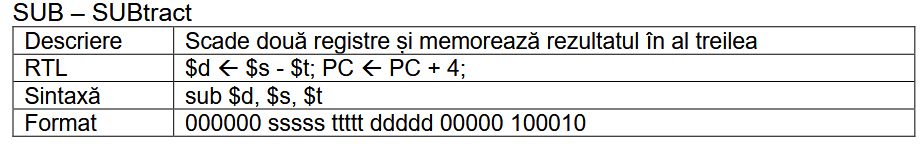 SUB – SUBtract
Descriere Scade două registre și memorează rezultatul în al treilea
RTL $d ← $s - $t; PC ← PC + 4;
Sintaxă sub $d, $s, $t
Format 000000 sssss ttttt ddddd 00000 100010